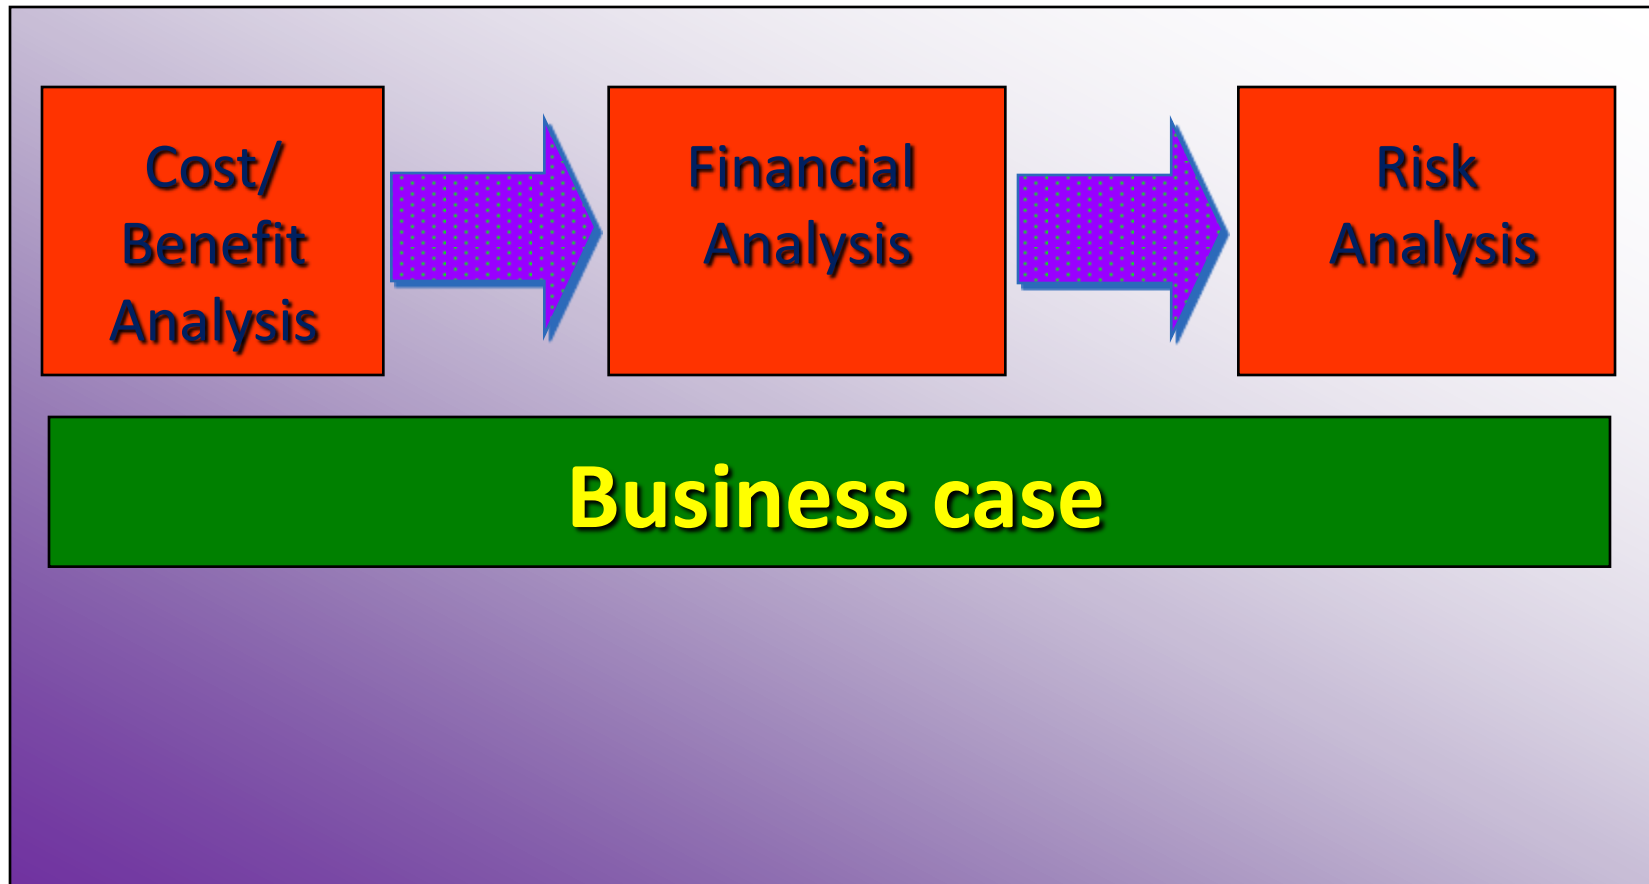 Cost/
Benefit
Analysis
Financial
Analysis
Risk
Analysis
Business case